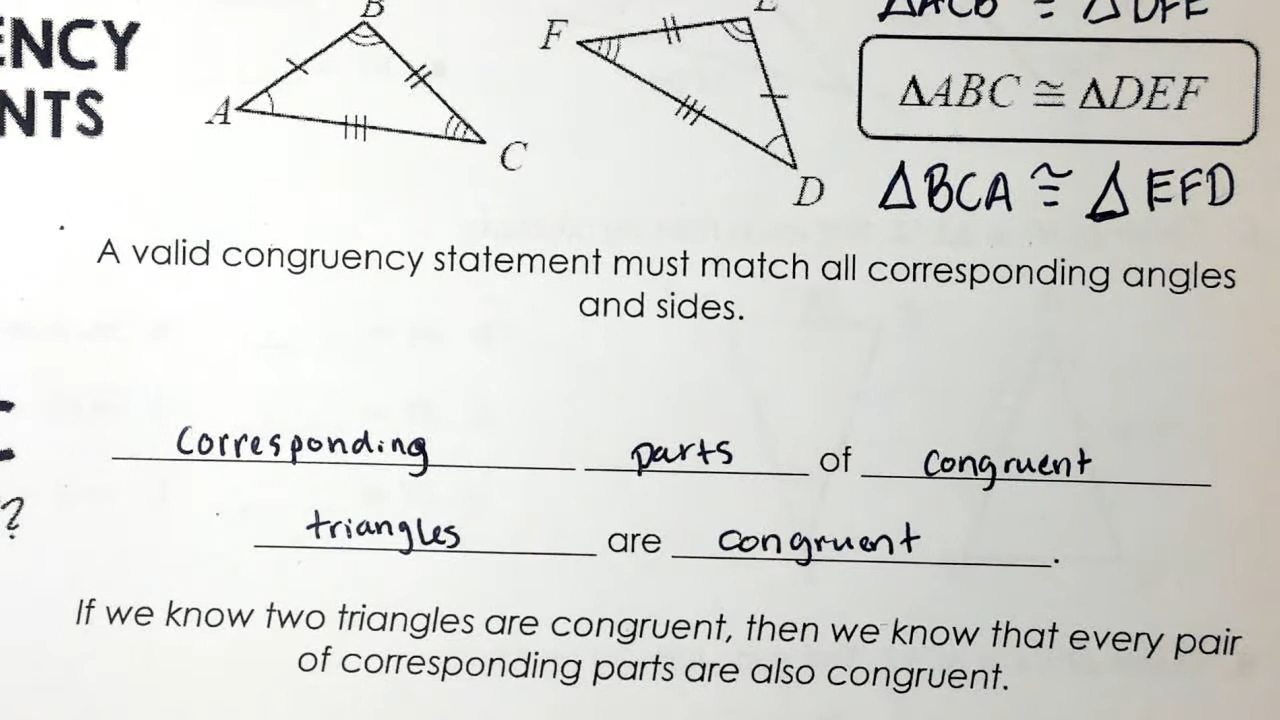 B
E
ΔACB ≅ ΔDFE
ENCY
F
ΔABC ≅ ΔDEF
NTS
A
C
D
ΔBCA ≅ ΔEFD
A valid congruency statement must match all corresponding angles
and sides.
Corresponding parts of congruent
?
triangles are congruent.
If we know two triangles are congruent, then we know that every pair
of corresponding parts are also congruent.